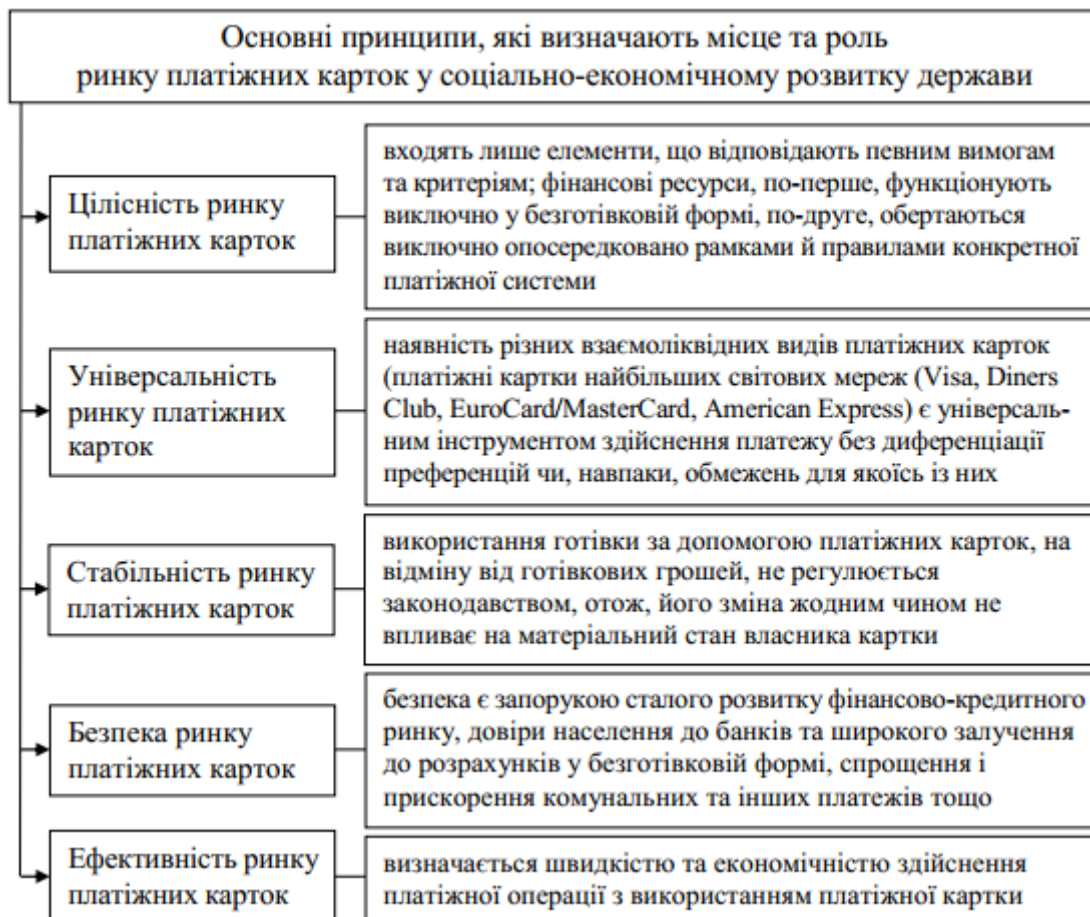 Основні принципи, які визначають місце та роль
ринку платіжних карток у соціально-економічному розвитку держави
Цілісність ринку
платіжних карток
входять лише елементи, що відповідають певним вимогам
та критеріям; фінансові ресурси, по-перше, функціонують
виключно у безготівковій формі, по-друге, обертаються
виключно опосередковано рамками й правилами конкретної
платіжної системи
Універсальність
ринку платіжних
карток
наявність різних взаємоліквідних видів платіжних карток
(платіжні картки найбільших світових мереж (Visa, Diners
Club, EuroCard/MasterCard, American Express) є універсаль-
ним інструментом здійснення платежу без диференціації
преференцій чи, навпаки, обмежень для якоїсь із них
Стабільність ринку
платіжних карток
використання готівки за допомогою платіжних карток, на
відміну від готівкових грошей, не регулюється
законодавством, отож, його зміна жодним чином не
впливає на матеріальний стан власника картки
Безпека ринку
платіжних карток
безпека є запорукою сталого розвитку фінансово-кредитного
ринку, довіри населення до банків та широкого залучення
до розрахунків у безготівковій формі, спрощення і
прискорення комунальних та інших платежів тощо
Ефективність ринку
платіжних карток
визначається швидкістю та економічністю здійснення
платіжної операції з використанням платіжної картки